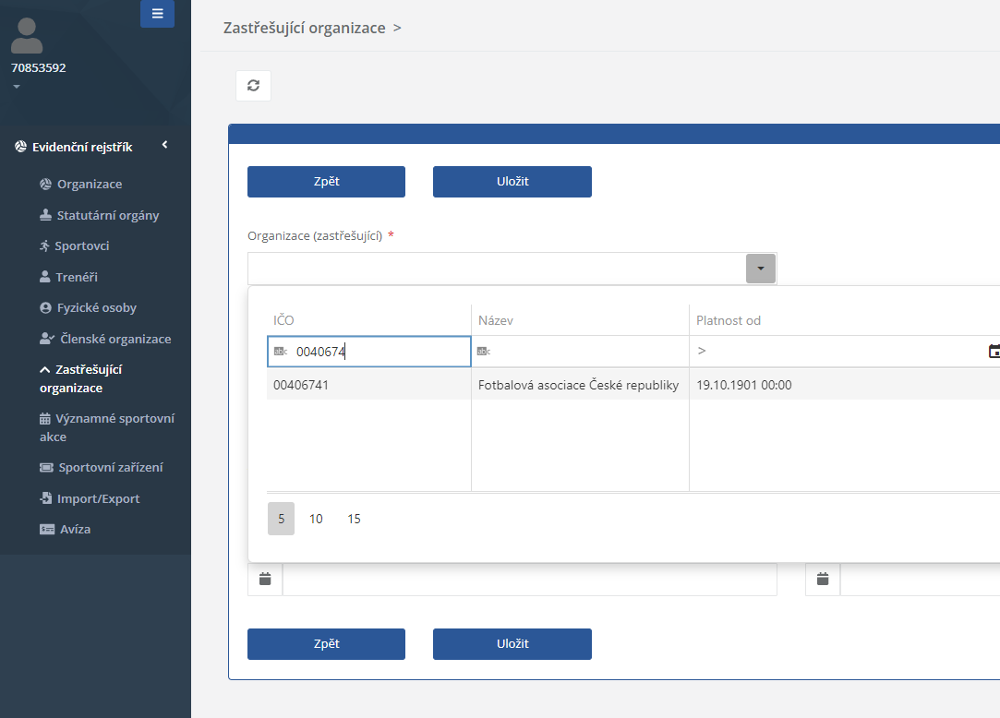 70853592
Evidenční rejstřík
Organizace
Statutární orgány
Sportovci
Trenéři
Fyzické osoby
Členské organizace
Zastřešující
organizace
Významné sportovní
akce
Sportovní zařízení
Import/Export
Avíza
Zastřešující organizace >
Zpět Uložit
Organizace (zastřešující) *
IČO Název Platnost od
abc 0040674 abc >
00406741 Fotbalová asociace České republiky 19.10.1901 00:00
5 10 15
Zpět Uložit